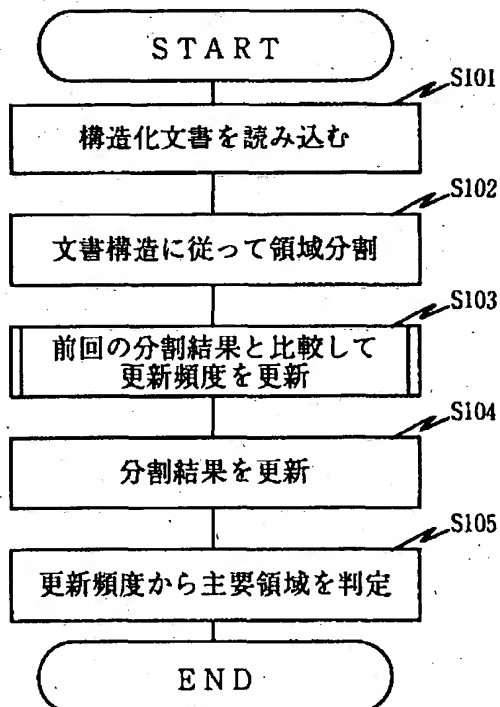 START
S101
構造化文書を読み込む
S102
文書構造に従って領域分割
S103
前回の分割結果と比較して
更新頻度を更新
S104
分割結果を更新
S105
更新頻度から主要領域を判定
END